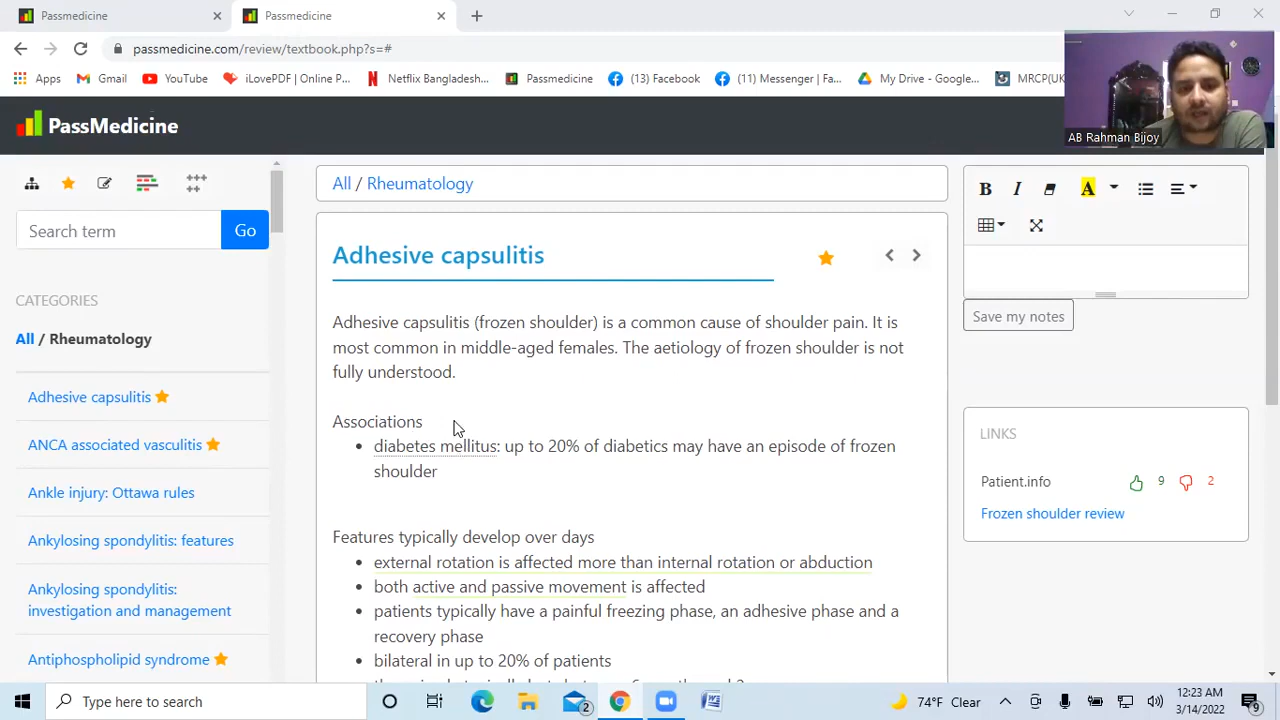 Passmedicine
Passmedicine
passmedicine.com/review/textbook.php?s=#
Apps
Gmail
YouTube
iLovePDF | Online P...
Netflix Bangladesh...
Passmedicine
(13) Facebook
(11) Messenger | Fa...
My Drive - Google...
MRCP(UK
AB Rahman Bijoy
PassMedicine
Search term
Go
CATEGORIES
All / Rheumatology
Adhesive capsulitis
ANCA associated vasculitis
Ankle injury: Ottawa rules
Ankylosing spondylitis: features
Ankylosing spondylitis:
investigation and management
Antiphospholipid syndrome
All / Rheumatology
Adhesive capsulitis
Adhesive capsulitis (frozen shoulder) is a common cause of shoulder pain. It is
most common in middle-aged females. The aetiology of frozen shoulder is not
fully understood.
Associations
diabetes mellitus: up to 20% of diabetics may have an episode of frozen
shoulder
Features typically develop over days
external rotation is affected more than internal rotation or abduction
both active and passive movement is affected
patients typically have a painful freezing phase, an adhesive phase and a
recovery phase
bilateral in up to 20% of patients
B I A
Save my notes
LINKS
Patient.info 9 2
Frozen shoulder review
Type here to search
2
W
74°F Clear
12:23 AM
3/14/2022
9